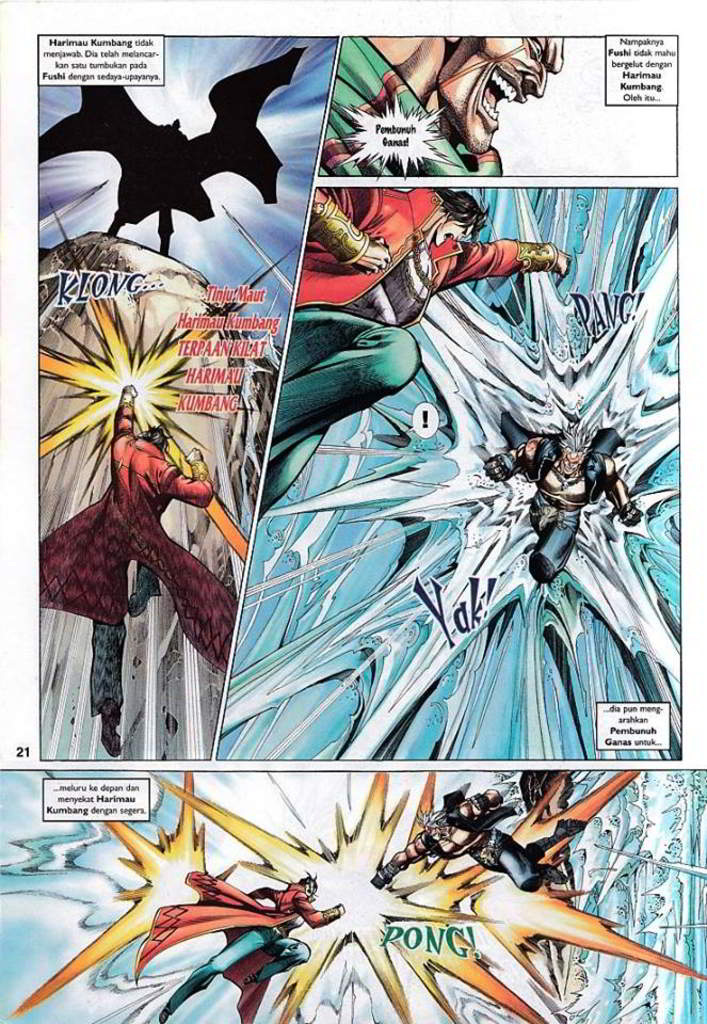 Harimau Kumbang tidak
menjawab. Dia telah melancar-
kan satu tumbukan pada
Fushi dengan sedaya-upayanya.
KLONG...
Tinju Maut
Harimau Kumbang
TERPAAN KILAT
HARIMAU
KUMBANG...
Pembunuh
Ganas!
Nampaknya
Fushi tidak mahu
bergelut dengan
Harimau
Kumbang.
Oleh itu...
PANG!
!
Yak!
...dia pun meng-
arahkan
Pembunuh
Ganas untuk...
21
...meluru ke depan dan
menyekat Harimau
Kumbang dengan segera.
PONG!